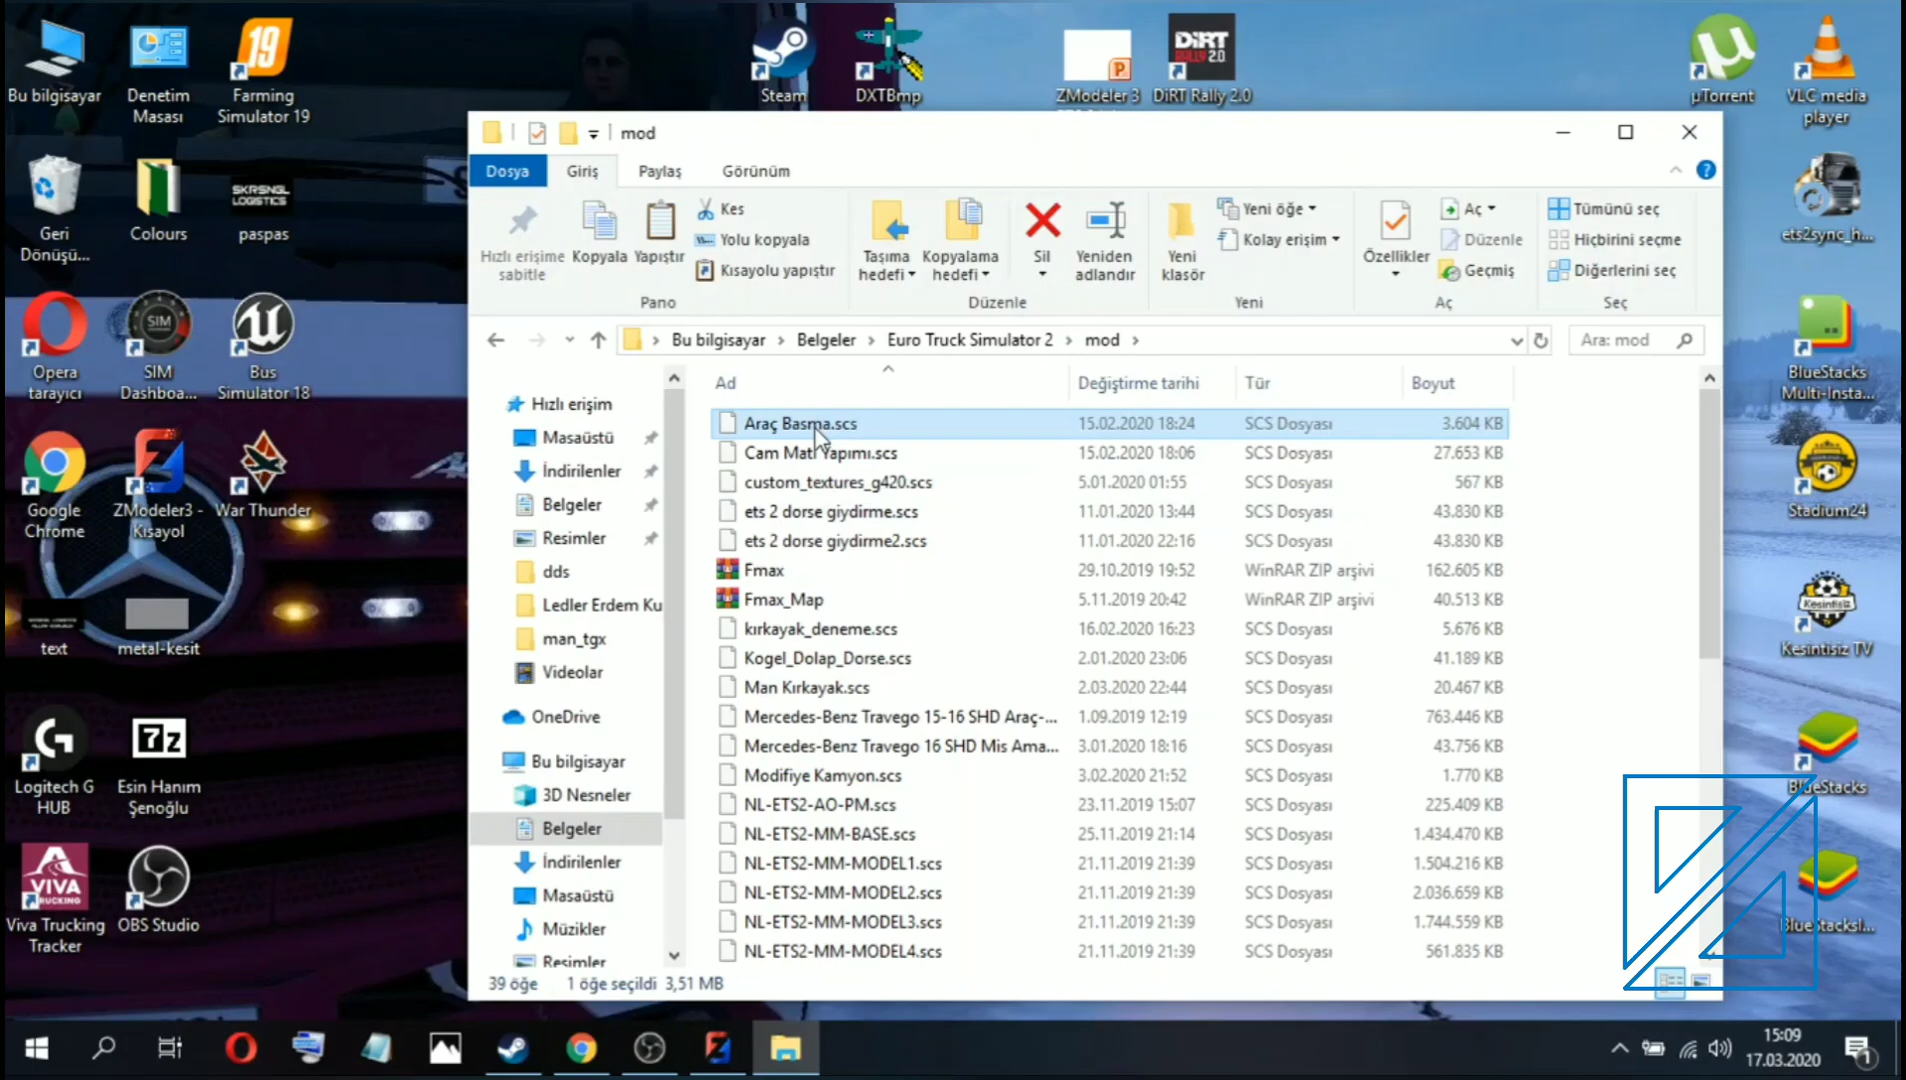 Bu bilgisayar
Denetim
Masası
19
Farming
Simulator 19
Steam
DXTBmp
ZModeler 3
DiRT
RALLY 2.0
DiRT Rally 2.0
µTorrent
VLC media
player
Geri
Dönüşü...
Colours
SKRSNGL
LOGISTICS
paspas
ets2sync_h...
Opera
tarayıcı
SIM
SIM
Dashboa...
Bus
Simulator 18
BlueStacks
Multi-Insta...
Google
Chrome
ZModeler3 -
Kısayol
War Thunder
Stadium24
text
metal-kesit
Kesintisiz
Kesintisiz TV
Logitech G
HUB
7z
Esin Hanım
Şenoğlu
BlueStacks
VIVA
TRUCKING
Viva Trucking
Tracker
OBS Studio
BlueStacksI...
mod
Dosya
Giriş
Paylaş
Görünüm
Hızlı erişime
sabitle
Kopyala
Yapıştır
Kes
Yolu kopyala
Kısayolu yapıştır
Pano
Taşıma
hedefi
Kopyalama
hedefi
Sil
Yeniden
adlandır
Düzenle
Yeni
klasör
Yeni öğe
Kolay erişim
Yeni
Özellikler
Aç
Düzenle
Geçmiş
Aç
Tümünü seç
Hiçbirini seçme
Diğerlerini seç
Seç
Bu bilgisayar > Belgeler > Euro Truck Simulator 2 > mod >
Ara: mod
Hızlı erişim
Masaüstü
İndirilenler
Belgeler
Resimler
dds
Ledler Erdem Ku
man_tgx
Videolar
OneDrive
Bu bilgisayar
3D Nesneler
Belgeler
İndirilenler
Masaüstü
Müzikler
Resimler
Ad Değiştirme tarihi Tür Boyut
Araç Basma.scs 15.02.2020 18:24 SCS Dosyası 3.604 KB
Cam Matı Yapımı.scs 15.02.2020 18:06 SCS Dosyası 27.653 KB
custom_textures_g420.scs 5.01.2020 01:55 SCS Dosyası 567 KB
ets 2 dorse giydirme.scs 11.01.2020 13:44 SCS Dosyası 43.830 KB
ets 2 dorse giydirme2.scs 11.01.2020 22:16 SCS Dosyası 43.830 KB
Fmax 29.10.2019 19:52 WinRAR ZIP arşivi 162.605 KB
Fmax_Map 5.11.2019 20:42 WinRAR ZIP arşivi 40.513 KB
kırkayak_deneme.scs 16.02.2020 16:23 SCS Dosyası 5.676 KB
Kogel_Dolap_Dorse.scs 2.01.2020 23:06 SCS Dosyası 41.189 KB
Man Kırkayak.scs 2.03.2020 22:44 SCS Dosyası 20.467 KB
Mercedes-Benz Travego 15-16 SHD Araç-... 1.09.2019 12:19 SCS Dosyası 763.446 KB
Mercedes-Benz Travego 16 SHD Mis Ama... 3.01.2020 18:16 SCS Dosyası 43.756 KB
Modifiye Kamyon.scs 3.02.2020 21:52 SCS Dosyası 1.770 KB
NL-ETS2-AO-PM.scs 23.11.2019 15:07 SCS Dosyası 225.409 KB
NL-ETS2-MM-BASE.scs 25.11.2019 21:14 SCS Dosyası 1.434.470 KB
NL-ETS2-MM-MODEL1.scs 21.11.2019 21:39 SCS Dosyası 1.504.216 KB
NL-ETS2-MM-MODEL2.scs 21.11.2019 21:39 SCS Dosyası 2.036.659 KB
NL-ETS2-MM-MODEL3.scs 21.11.2019 21:39 SCS Dosyası 1.744.559 KB
NL-ETS2-MM-MODEL4.scs 21.11.2019 21:39 SCS Dosyası 561.835 KB
39 öğe 1 öğe seçildi 3,51 MB
15:09
17.03.2020
1